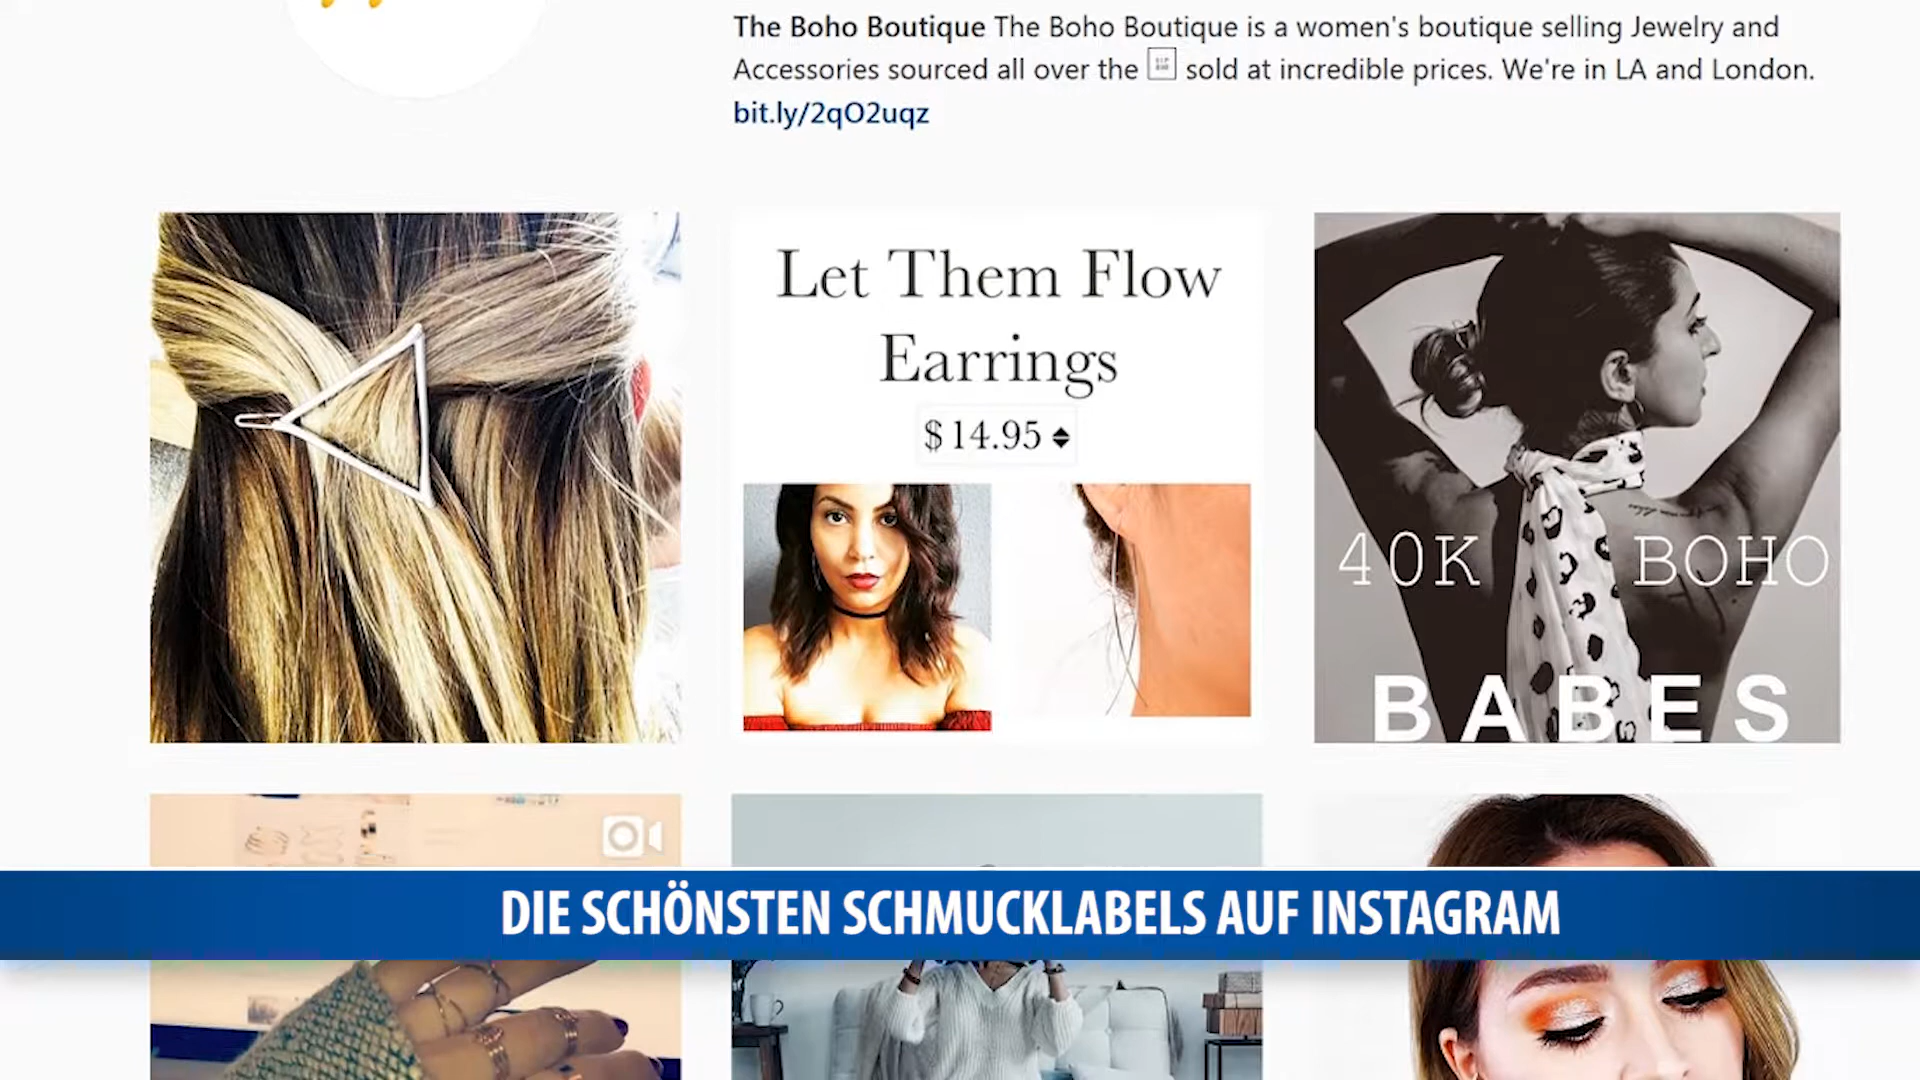 The Boho Boutique The Boho Boutique is a women's boutique selling Jewelry and
Accessories sourced all over the sold at incredible prices. We're in LA and London.
bit.ly/2qO2uqz
Let Them Flow
Earrings
$14.95
40K BOHO
BABES
DIE SCHÖNSTEN SCHMUCKLABELS AUF INSTAGRAM